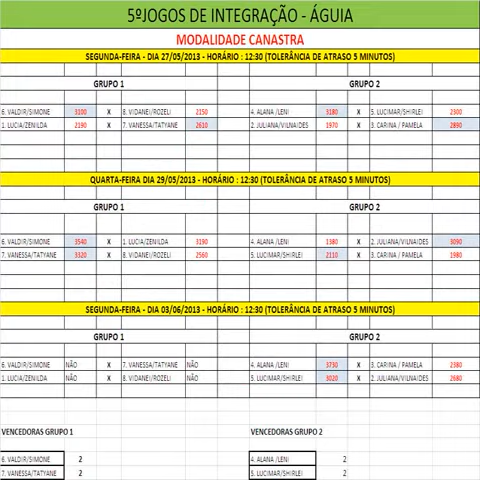 5ºJOGOS DE INTEGRAÇÃO - ÁGUIA
MODALIDADE CANASTRA
SEGUNDA-FEIRA - DIA 27/05/2013 - HORÁRIO : 12:30 (TOLERÂNCIA DE ATRASO 5 MINUTOS)
GRUPO 1 GRUPO 2
6. VALDIR/SIMONE 3100 X 8. VIDANEI/ROZELI 2150 4. ALANA /LENI 3180 X 5. LUCIMAR/SHIRLEI 2300
1. LUCIA/ZENILDA 2190 X 7. VANESSA/TATYANE 2610 2. JULIANA/VILNAIDES 1970 X 3. CARINA / PAMELA 2890
QUARTA-FEIRA DIA 29/05/2013 - HORÁRIO : 12:30 (TOLERÂNCIA DE ATRASO 5 MINUTOS)
GRUPO 1 GRUPO 2
6. VALDIR/SIMONE 3540 X 1. LUCIA/ZENILDA 3190 4. ALANA /LENI 1380 X 2. JULIANA/VILNAIDES 3090
7. VANESSA/TATYANE 3320 X 8. VIDANEI/ROZELI 2560 5. LUCIMAR/SHIRLEI 2110 X 3. CARINA / PAMELA 1980
SEGUNDA-FEIRA - DIA 03/06/2013 - HORÁRIO : 12:30 (TOLERÂNCIA DE ATRASO 5 MINUTOS)
GRUPO 1 GRUPO 2
6. VALDIR/SIMONE NÃO X 7. VANESSA/TATYANE NÃO 4. ALANA /LENI 3730 X 3. CARINA / PAMELA 2380
1. LUCIA/ZENILDA NÃO X 8. VIDANEI/ROZELI NÃO 5. LUCIMAR/SHIRLEI 3020 X 2. JULIANA/VILNAIDES 2680
VENCEDORAS GRUPO 1 VENCEDORAS GRUPO 2
6. VALDIR/SIMONE 2 4. ALANA /LENI 2
7. VANESSA/TATYANE 2 5. LUCIMAR/SHIRLEI 2